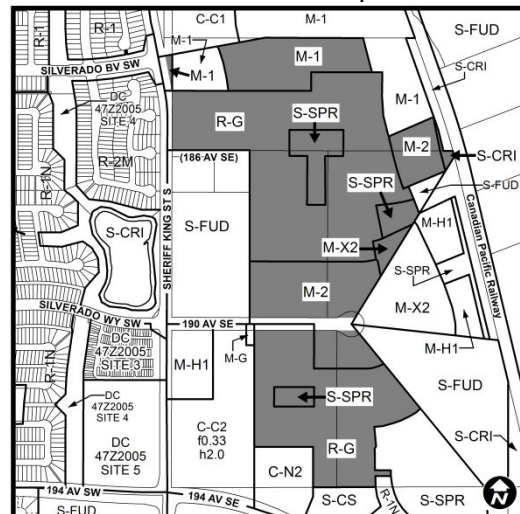 R-1
R-1
C-C1
M-1
S-FUD
M-1
M-1
M-1
S-CRI
SILVERADO BV SW
M-1
DC
47Z2005
SITE 4
R-G
S-SPR
M-2
S-CRI
R-1N
R-2M
(186 AV SE)
S-FUD
S-SPR
Canadian Pacific Railway
SHERIFF KING ST S
S-CRI
S-FUD
M-H1
M-X2
S-SPR
M-2
M-X2
SILVERADO WY SW
190 AV SE
M-H1
DC
47Z2005
SITE 3
M-G
M-H1
R-1N
S-FUD
DC
47Z2005
SITE 4
S-SPR
C-C2
f0.33
h2.0
S-CRI
DC
47Z2005
SITE 5
R-G
C-N2
194 AV SW
194 AV SE
S-CS
R-1N
S-SPR
S-FUD
N